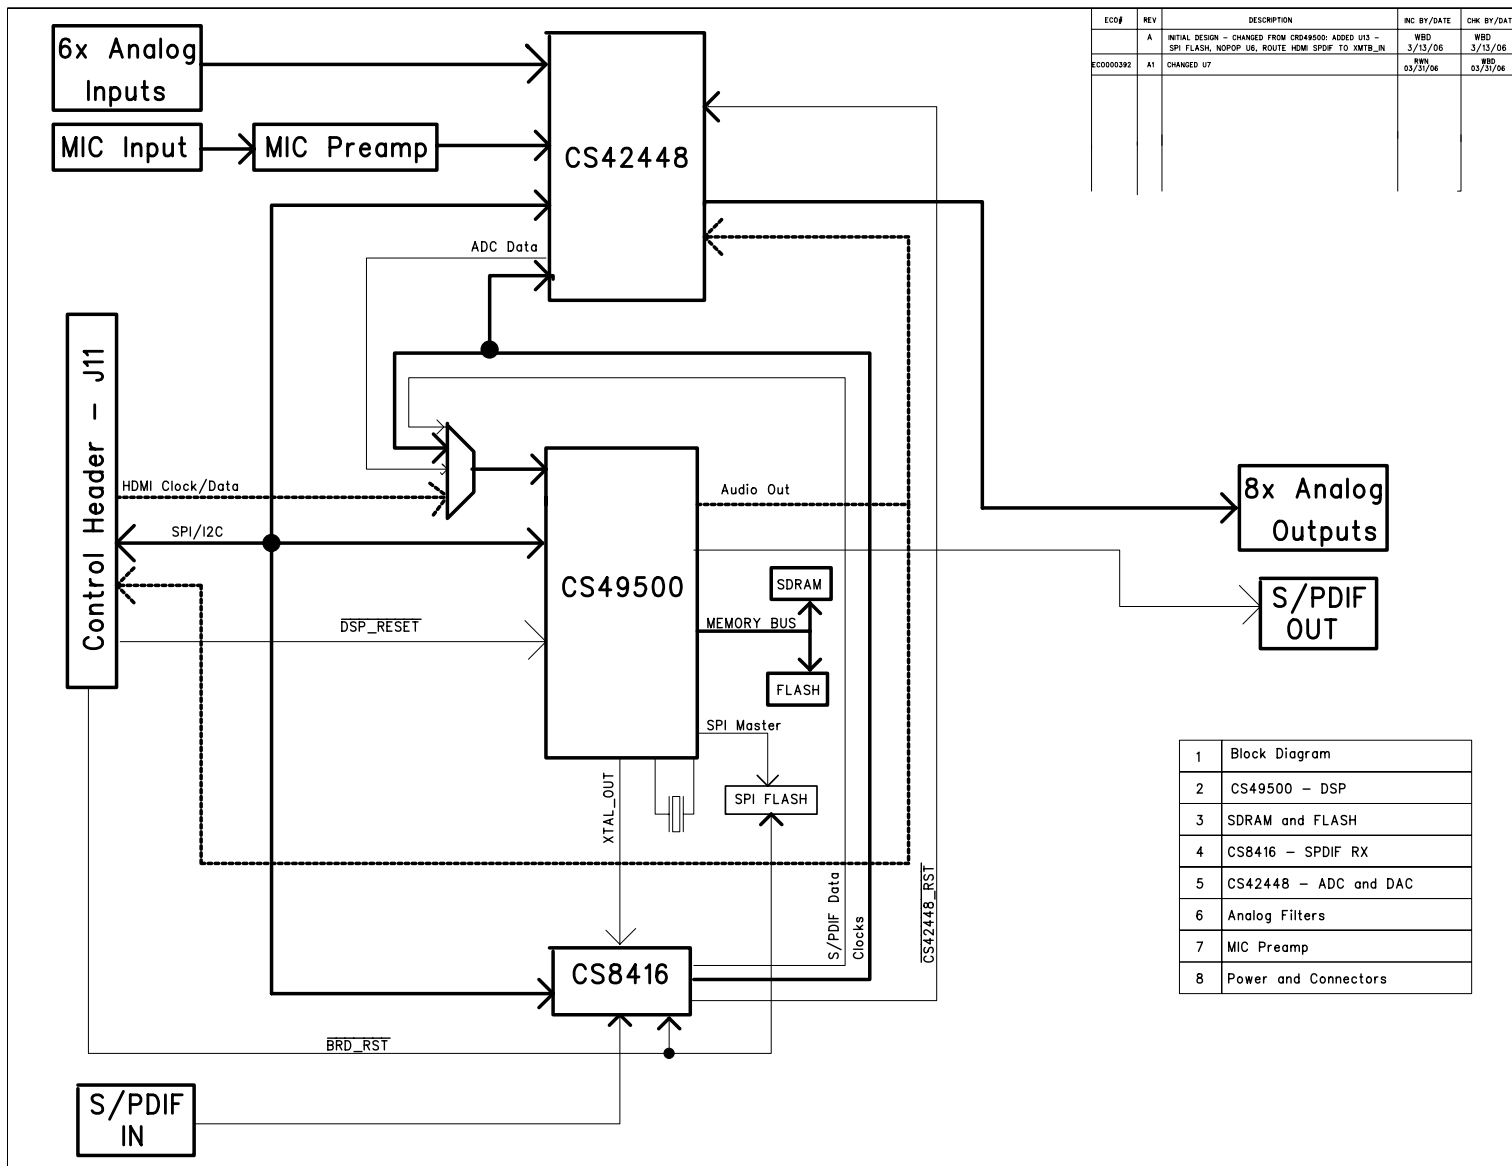 ECO# REV DESCRIPTION INC BY/DATE CHK BY/DAT
A INITIAL DESIGN - CHANGED FROM CRD49500: ADDED U13 - WBD WBD
SPI FLASH, NOPOP U6, ROUTE HDMI SPDIF TO XMTB_IN 3/13/06 3/13/06
ECO000392 A1 CHANGED U7 RWN WBD
03/31/06 03/31/06
6x Analog
Inputs
MIC Input
MIC Preamp
CS42448
ADC Data
Control Header - J11
HDMI Clock/Data
SPI/I2C
DSP_RESET
CS49500
Audio Out
SDRAM
MEMORY BUS
FLASH
SPI Master
SPI FLASH
XTAL_OUT
8x Analog
Outputs
S/PDIF
OUT
S/PDIF Data
Clocks
CS42448_RST
CS8416
BRD_RST
S/PDIF
IN
1 Block Diagram
2 CS49500 - DSP
3 SDRAM and FLASH
4 CS8416 - SPDIF RX
5 CS42448 - ADC and DAC
6 Analog Filters
7 MIC Preamp
8 Power and Connectors